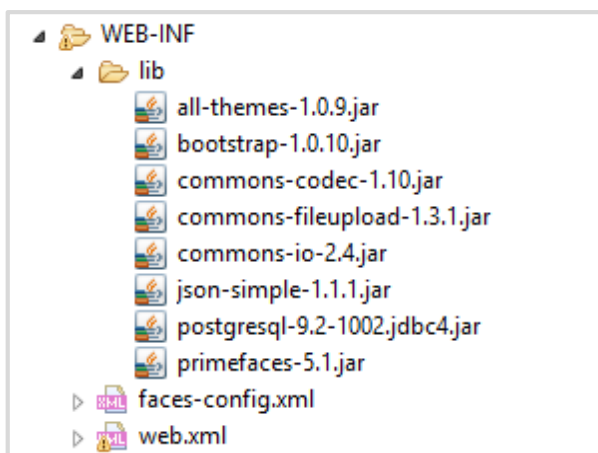 WEB-INF
lib
all-themes-1.0.9.jar
bootstrap-1.0.10.jar
commons-codec-1.10.jar
commons-fileupload-1.3.1.jar
commons-io-2.4.jar
json-simple-1.1.1.jar
postgresql-9.2-1002.jdbc4.jar
primefaces-5.1.jar
faces-config.xml
web.xml